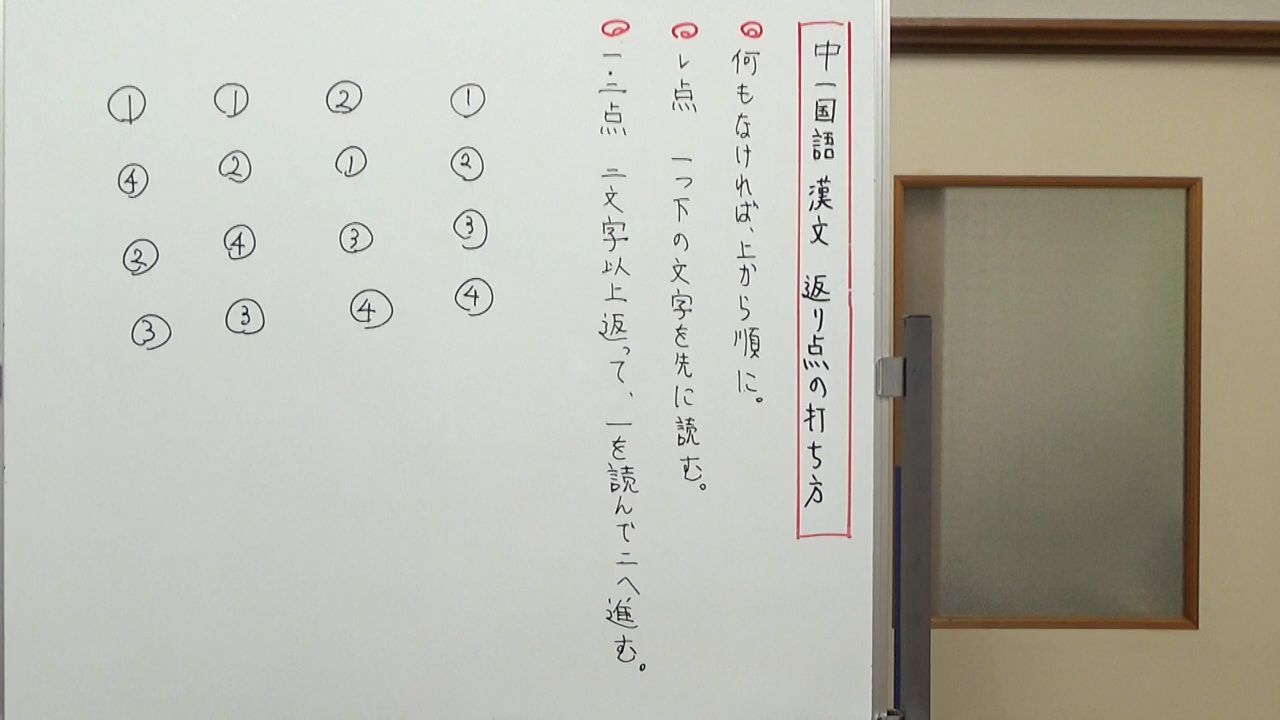 中一国語 漢文 返り点の打ち方
何もなければ、上から順に。
レ点 一つ下の文字を先に読む。
一・二点 二文字以上返って、一を読んで二へ進む。
① ② ③ ④
② ① ③ ④
① ② ④ ③
① ④ ② ③